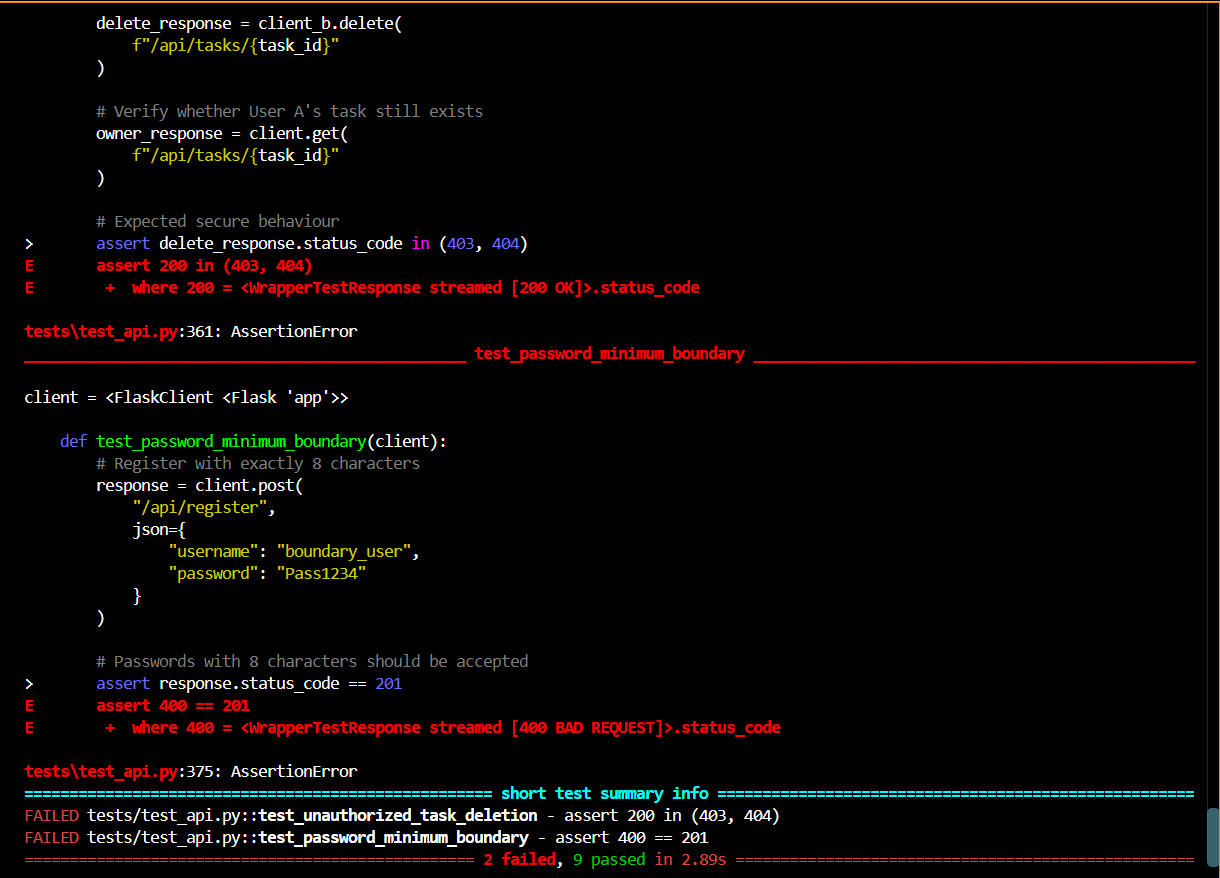 delete_response = client_b.delete(
f"/api/tasks/{task_id}"
)
# Verify whether User A's task still exists
owner_response = client.get(
f"/api/tasks/{task_id}"
)
# Expected secure behaviour
> assert delete_response.status_code in (403, 404)
E assert 200 in (403, 404)
E + where 200 = <WrapperTestResponse streamed [200 OK]>.status_code
tests\test_api.py:361: AssertionError
_________________________________________________ test_password_minimum_boundary _________________________________________________
client = <FlaskClient <Flask 'app'>>
def test_password_minimum_boundary(client):
# Register with exactly 8 characters
response = client.post(
"/api/register",
json={
"username": "boundary_user",
"password": "Pass1234"
}
)
# Passwords with 8 characters should be accepted
> assert response.status_code == 201
E assert 400 == 201
E + where 400 = <WrapperTestResponse streamed [400 BAD REQUEST]>.status_code
tests\test_api.py:375: AssertionError
==================================================== short test summary info =====================================================
FAILED tests/test_api.py::test_unauthorized_task_deletion - assert 200 in (403, 404)
FAILED tests/test_api.py::test_password_minimum_boundary - assert 400 == 201
================================================== 2 failed, 9 passed in 2.89s ===================================================